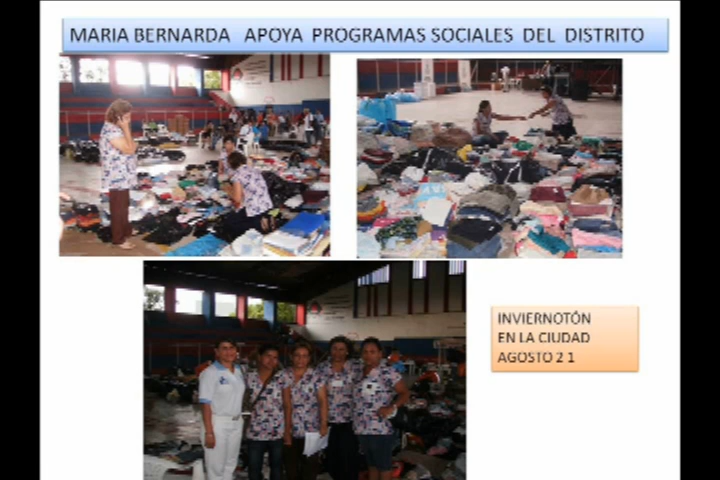 MARIA BERNARDA APOYA PROGRAMAS SOCIALES DEL DISTRITO
INVIERNOTÓN
EN LA CIUDAD
AGOSTO 2 1